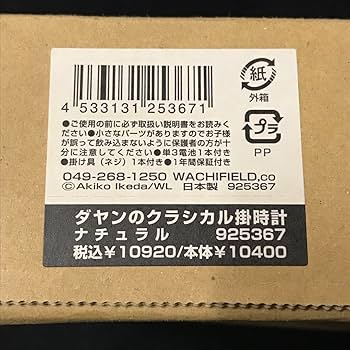 4 533131 253671
●ご使用の前に必ず取扱い説明書をお読みく
ださい●小さなパーツがありますのでお子様
が誤って飲み込まないように保護者の方が十
分に注意してください●単3電池1本付き
●掛け具(ネジ)1本付き●1年間保証付き
049-268-1250 WACHIFIELD,co
©Akiko Ikeda/WL 日本製 925367
紙
外箱
プラ
PP
ダヤンのクラシカル掛時計
ナチュラル 925367
税込¥10920/本体¥10400